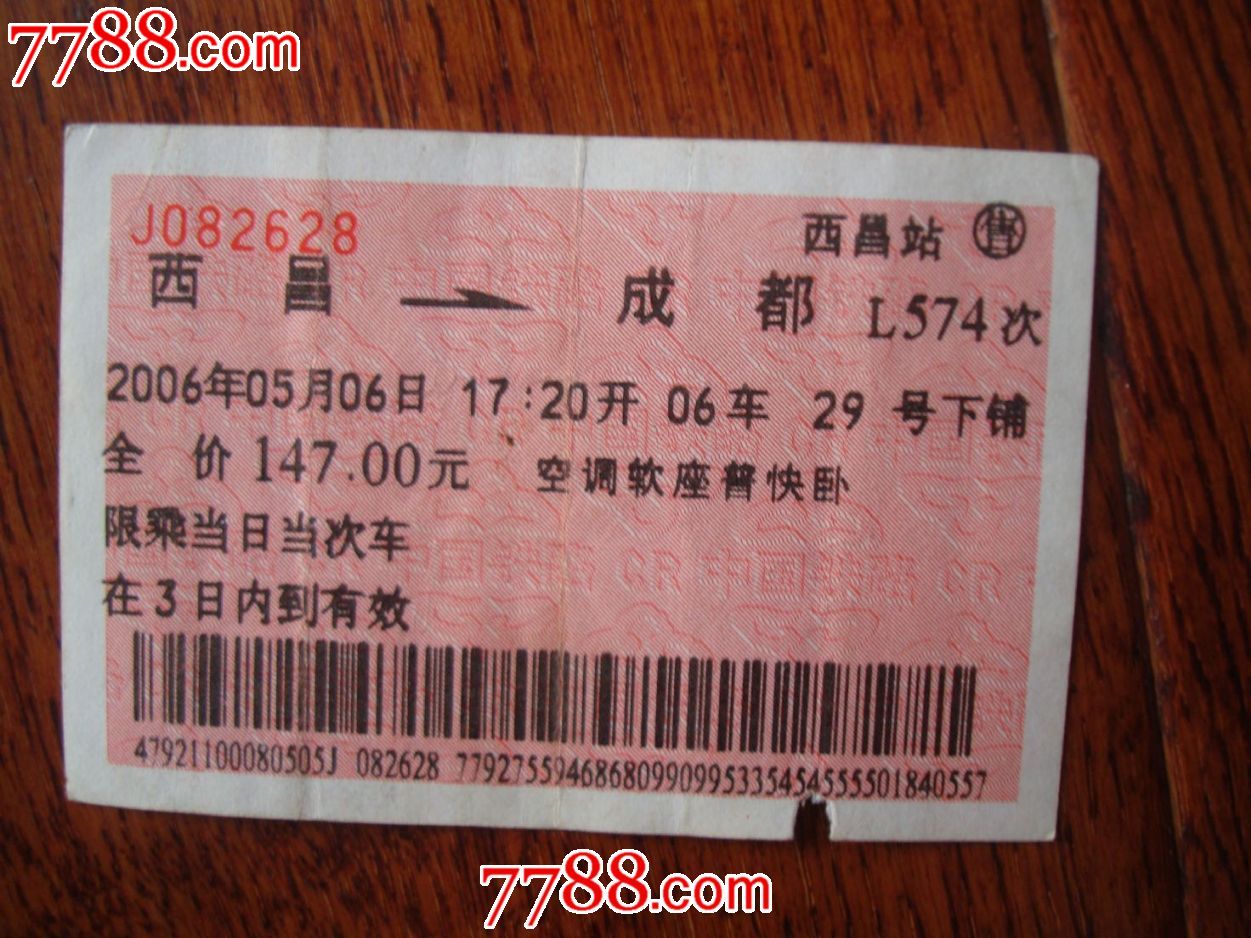 7788.com
J082628
西昌站 售
西昌 → 成都 L574次
2006年05月06日 17:20开 06车 29 号下铺
全 价 147.00元 空调软座普快卧
限乘当日当次车
在3日内到有效
47921100080505J 082628 7792755946868099099533545455550184055​7
7788.com